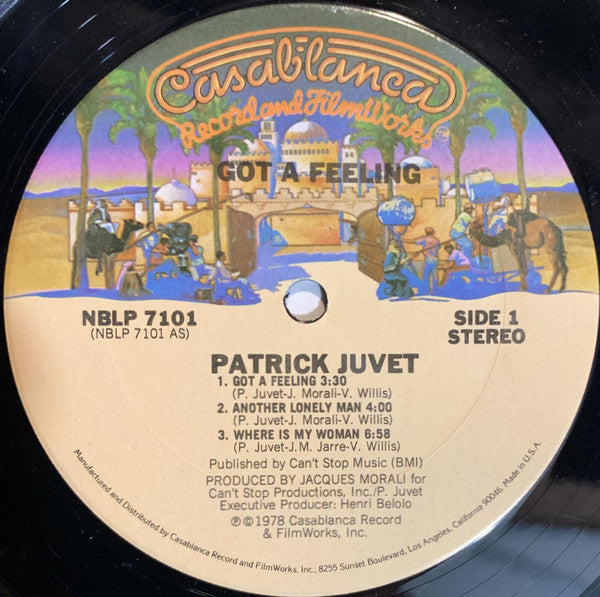 Casablanca
Record and FilmWorks
GOT A FEELING
NBLP 7101
(NBLP 7101 AS)
SIDE 1
STEREO
PATRICK JUVET
1. GOT A FEELING 3:30
(P. Juvet-J. Morali-V. Willis)
2. ANOTHER LONELY MAN 4:00
(P. Juvet-J. Morali-V. Willis)
3. WHERE IS MY WOMAN 6:58
(P. Juvet-J.M. Jarre-V. Willis)
Published by Can't Stop Music (BMI)
PRODUCED BY JACQUES MORALI for
Can't Stop Productions, Inc./P. Juvet
Executive Producer: Henri Belolo
℗©1978 Casablanca Record
& FilmWorks, Inc.
Manufactured and Distributed by Casablanca Record and FilmWorks, Inc., 8255 Sunset Boulevard, Los Angeles, California 90046 Made in U.S.A.